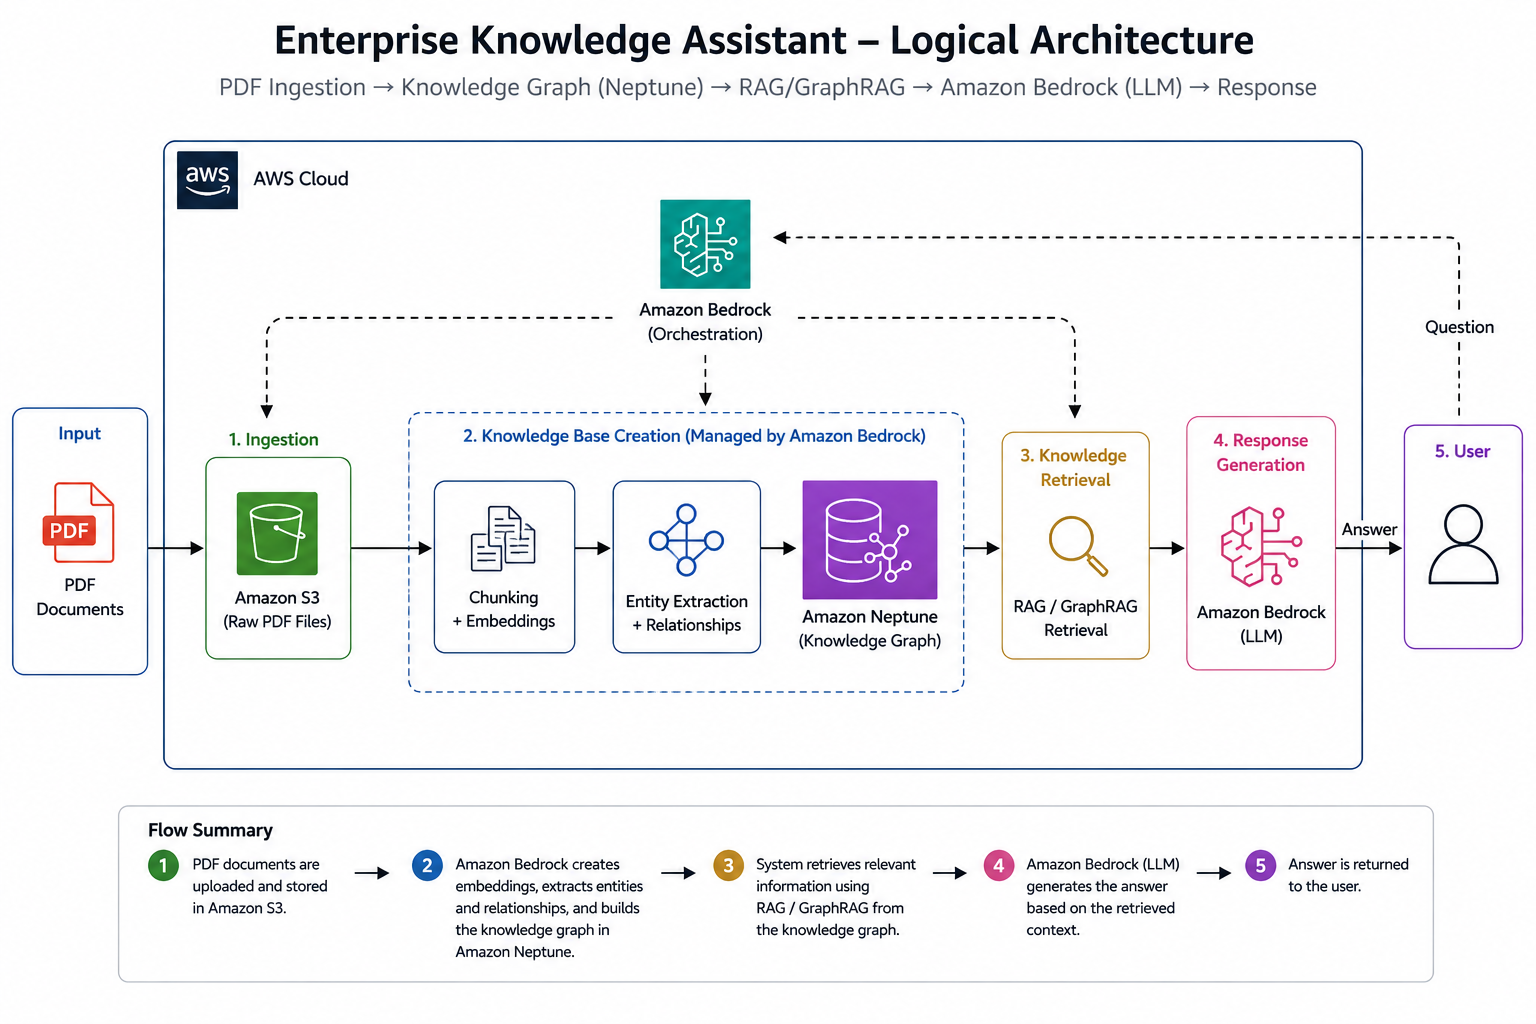 Enterprise Knowledge Assistant – Logical Architecture
PDF Ingestion → Knowledge Graph (Neptune) → RAG/GraphRAG → Amazon Bedrock (LLM) → Response
aws
AWS Cloud
Amazon Bedrock
(Orchestration)
Question
Input
PDF
PDF
Documents
1. Ingestion
Amazon S3
(Raw PDF Files)
2. Knowledge Base Creation (Managed by Amazon Bedrock)
Chunking
+ Embeddings
Entity Extraction
+ Relationships
Amazon Neptune
(Knowledge Graph)
3. Knowledge
Retrieval
RAG / GraphRAG
Retrieval
4. Response
Generation
Amazon Bedrock
(LLM)
Answer
5. User
Flow Summary
1
PDF documents are
uploaded and stored
in Amazon S3.
2
Amazon Bedrock creates
embeddings, extracts entities
and relationships, and builds
the knowledge graph in
Amazon Neptune.
3
System retrieves relevant
information using
RAG / GraphRAG from
the knowledge graph.
4
Amazon Bedrock (LLM)
generates the answer
based on the retrieved
context.
5
Answer is returned
to the user.